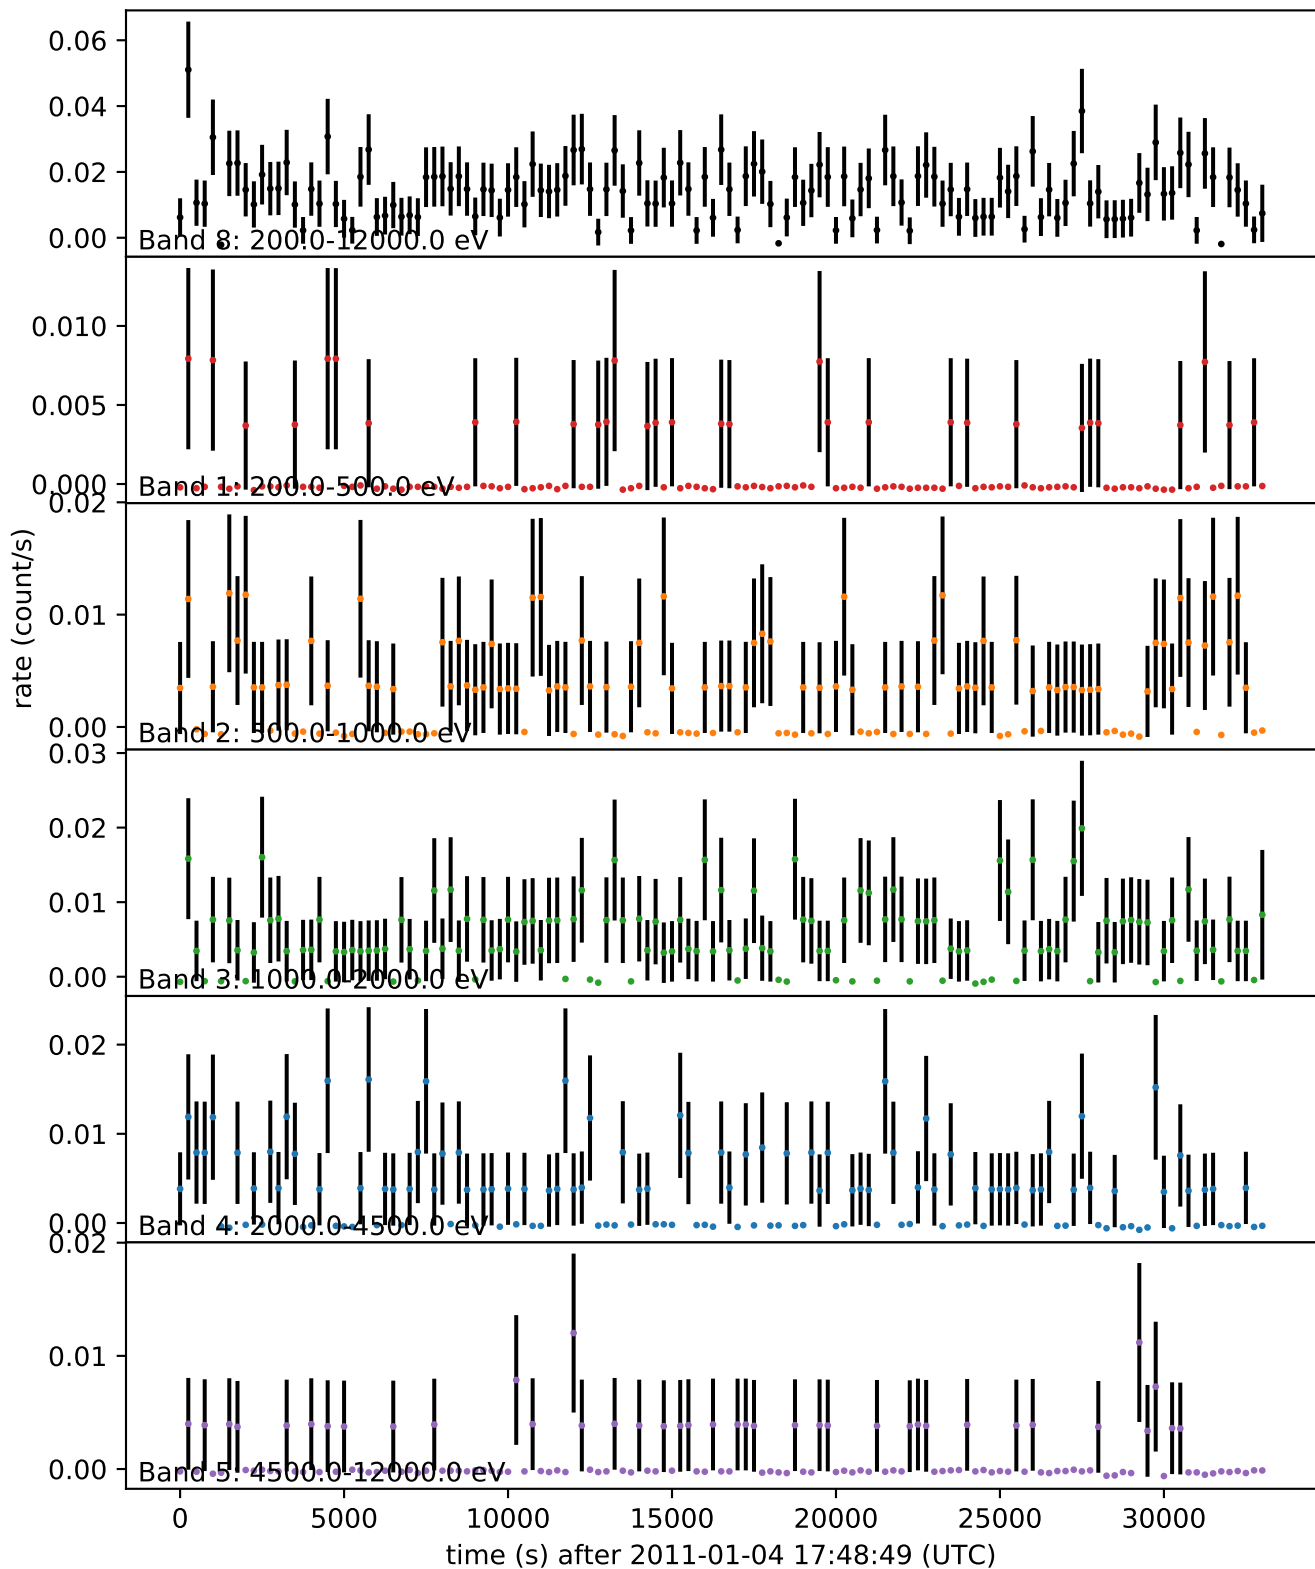 0.06
0.04
0.02
0.00
Band 8: 200.0-12000.0 eV
0.010
0.005
0.000
Band 1: 200.0-500.0 eV
0.02
0.01
0.00
Band 2: 500.0-1000.0 eV
rate (count/s)
0.03
0.02
0.01
0.00
Band 3: 1000.0-2000.0 eV
0.02
0.01
0.00
Band 4: 2000.0-4500.0 eV
0.02
0.01
0.00
Band 5: 4500.0-12000.0 eV
0 5000 10000 15000 20000 25000 30000
time (s) after 2011-01-04 17:48:49 (UTC)